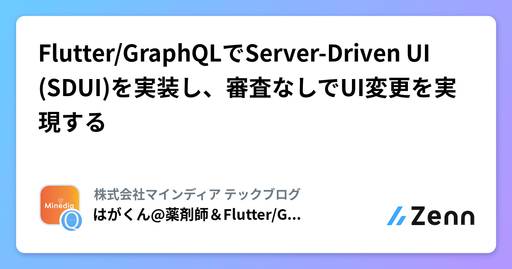 Flutter/GraphQLでServer-Driven UI
(SDUI)を実装し、審査なしでUI変更を実
現する
Minedia
株式会社マインディア テックブログ
はがくん@薬剤師＆Flutter/G...
Zenn